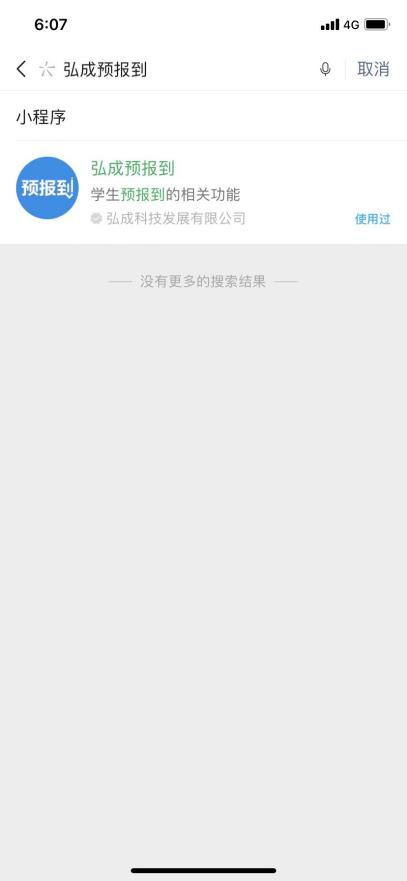 6:07
4G
弘成预报到
取消
小程序
预报到
弘成预报到
学生预报到的相关功能
弘成科技发展有限公司
使用过
没有更多的搜索结果